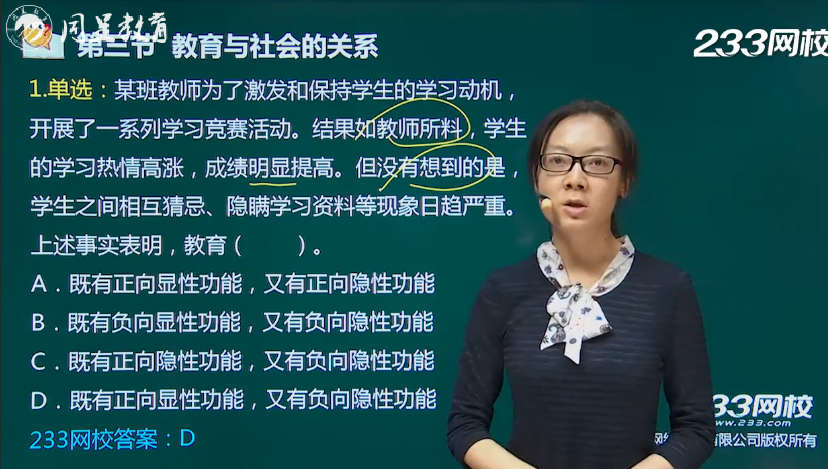 同星教育
第三节 教育与社会的关系
233网校
1.单选：某班教师为了激发和保持学生的学习动机，
开展了一系列学习竞赛活动。结果如教师所料，学生
的学习热情高涨，成绩明显提高。但没有想到的是，
学生之间相互猜忌、隐瞒学习资料等现象日趋严重。
上述事实表明，教育（ ）。
A．既有正向显性功能，又有正向隐性功能
B．既有负向显性功能，又有负向隐性功能
C．既有正向隐性功能，又有负向隐性功能
D．既有正向显性功能，又有负向隐性功能
233网校答案：D
33网校
233.com
有限公司版权所有